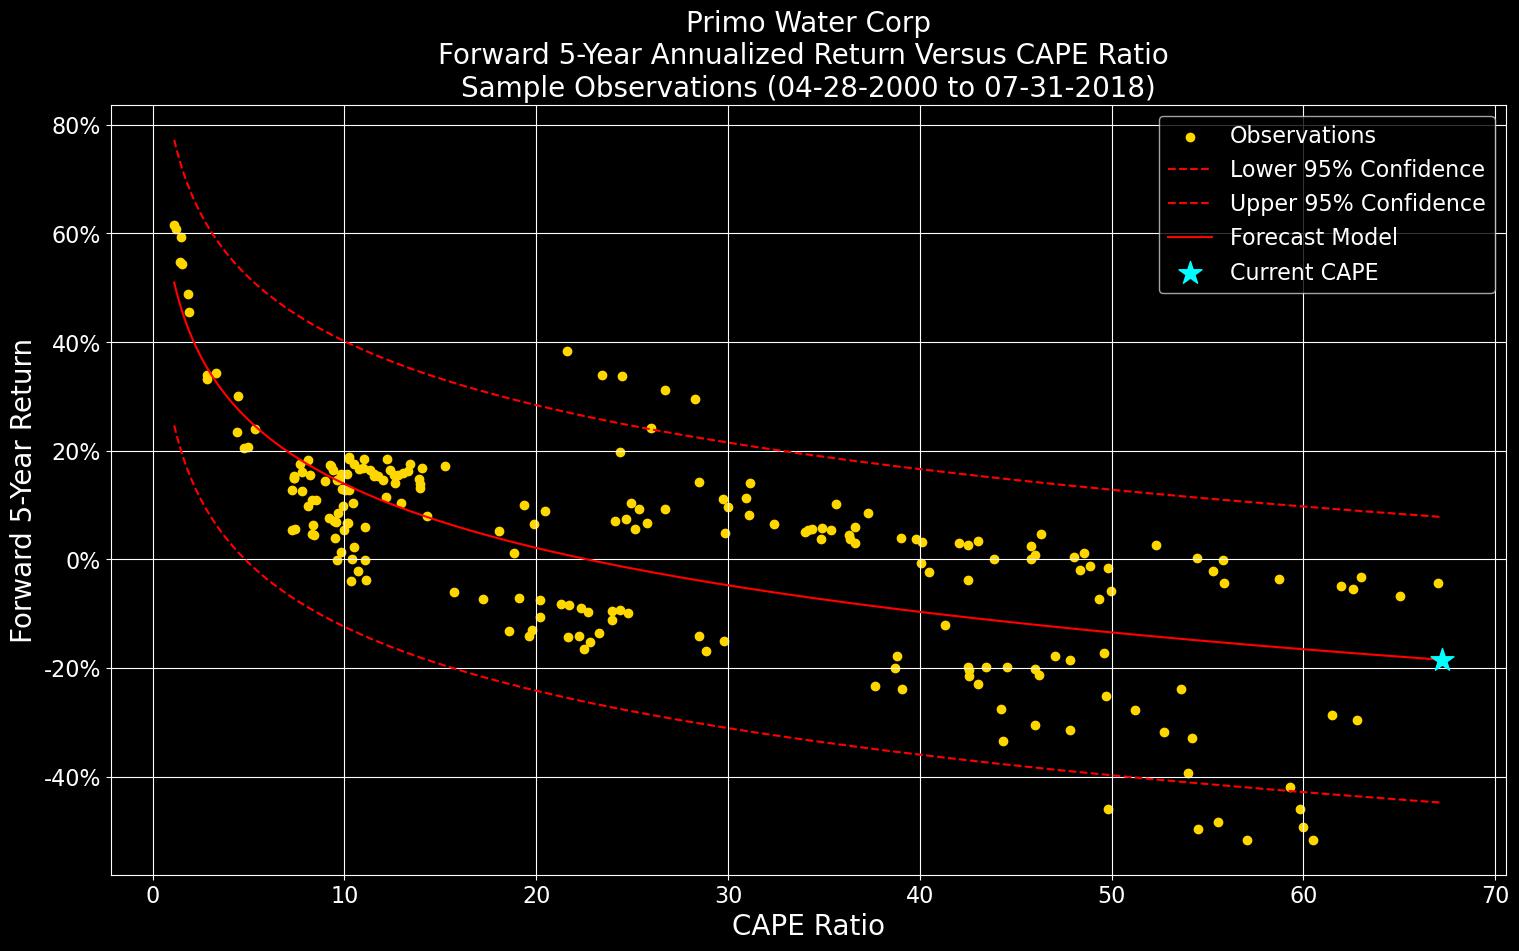 Primo Water Corp
Forward 5-Year Annualized Return Versus CAPE Ratio
Sample Observations (04-28-2000 to 07-31-2018)
Observations
Lower 95% Confidence
Upper 95% Confidence
Forecast Model
Current CAPE
Forward 5-Year Return
80%
60%
40%
20%
0%
-20%
-40%
0 10 20 30 40 50 60 70
CAPE Ratio